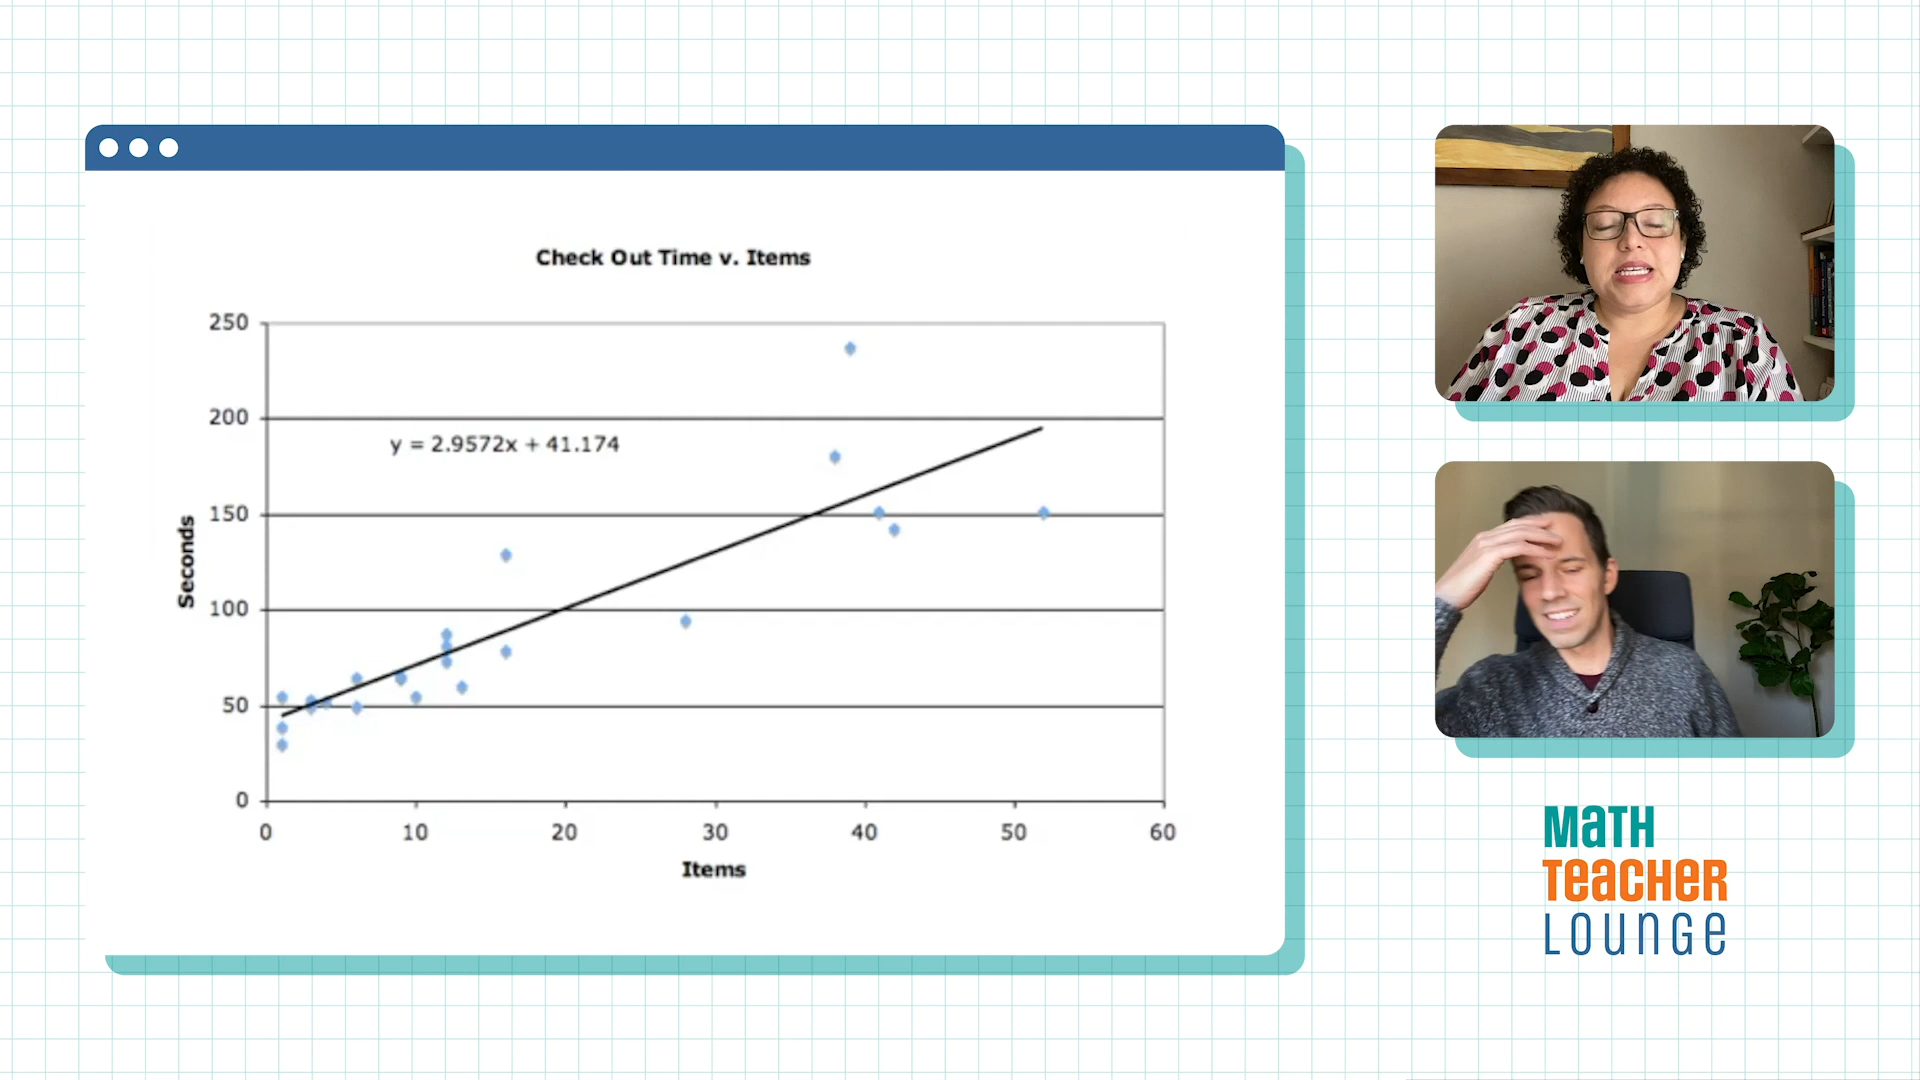 Check Out Time v. Items
250
200
y = 2.9572x + 41.174
150
Seconds
100
50
0
0 10 20 30 40 50 60
Items
MATH
TEACHER
LOUNGE